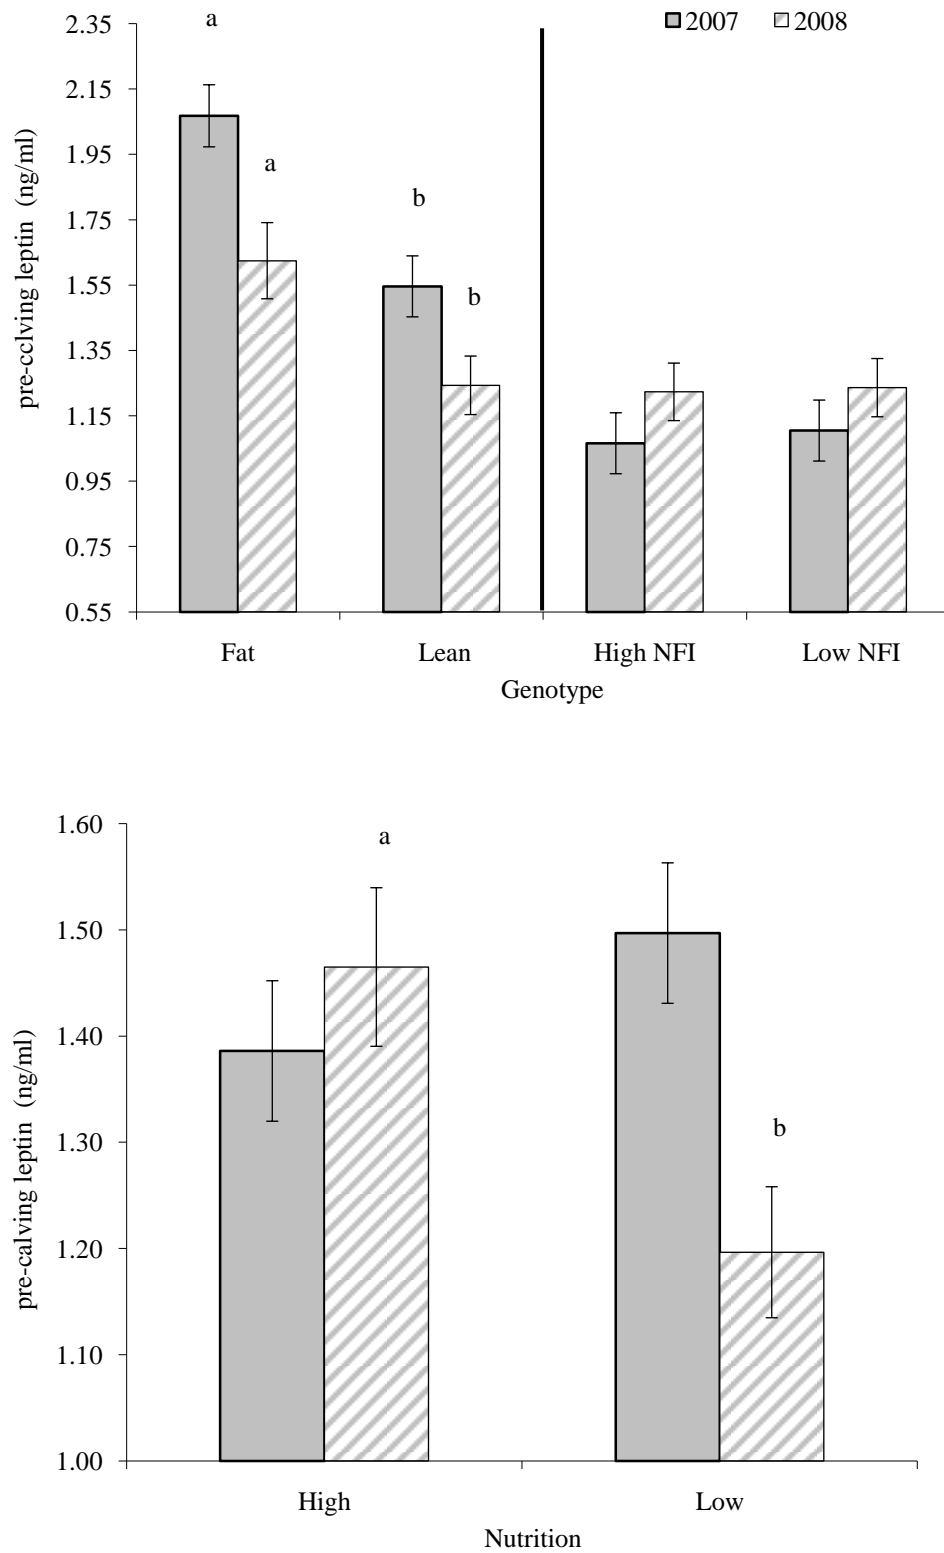 2007 2008
pre-cclving leptin (ng/ml)
2.35
2.15
1.95
1.75
1.55
1.35
1.15
0.95
0.75
0.55
a
a
b
b
Fat Lean High NFI Low NFI
Genotype
pre-calving leptin (ng/ml)
1.60
1.50
1.40
1.30
1.20
1.10
1.00
a
b
High Low
Nutrition